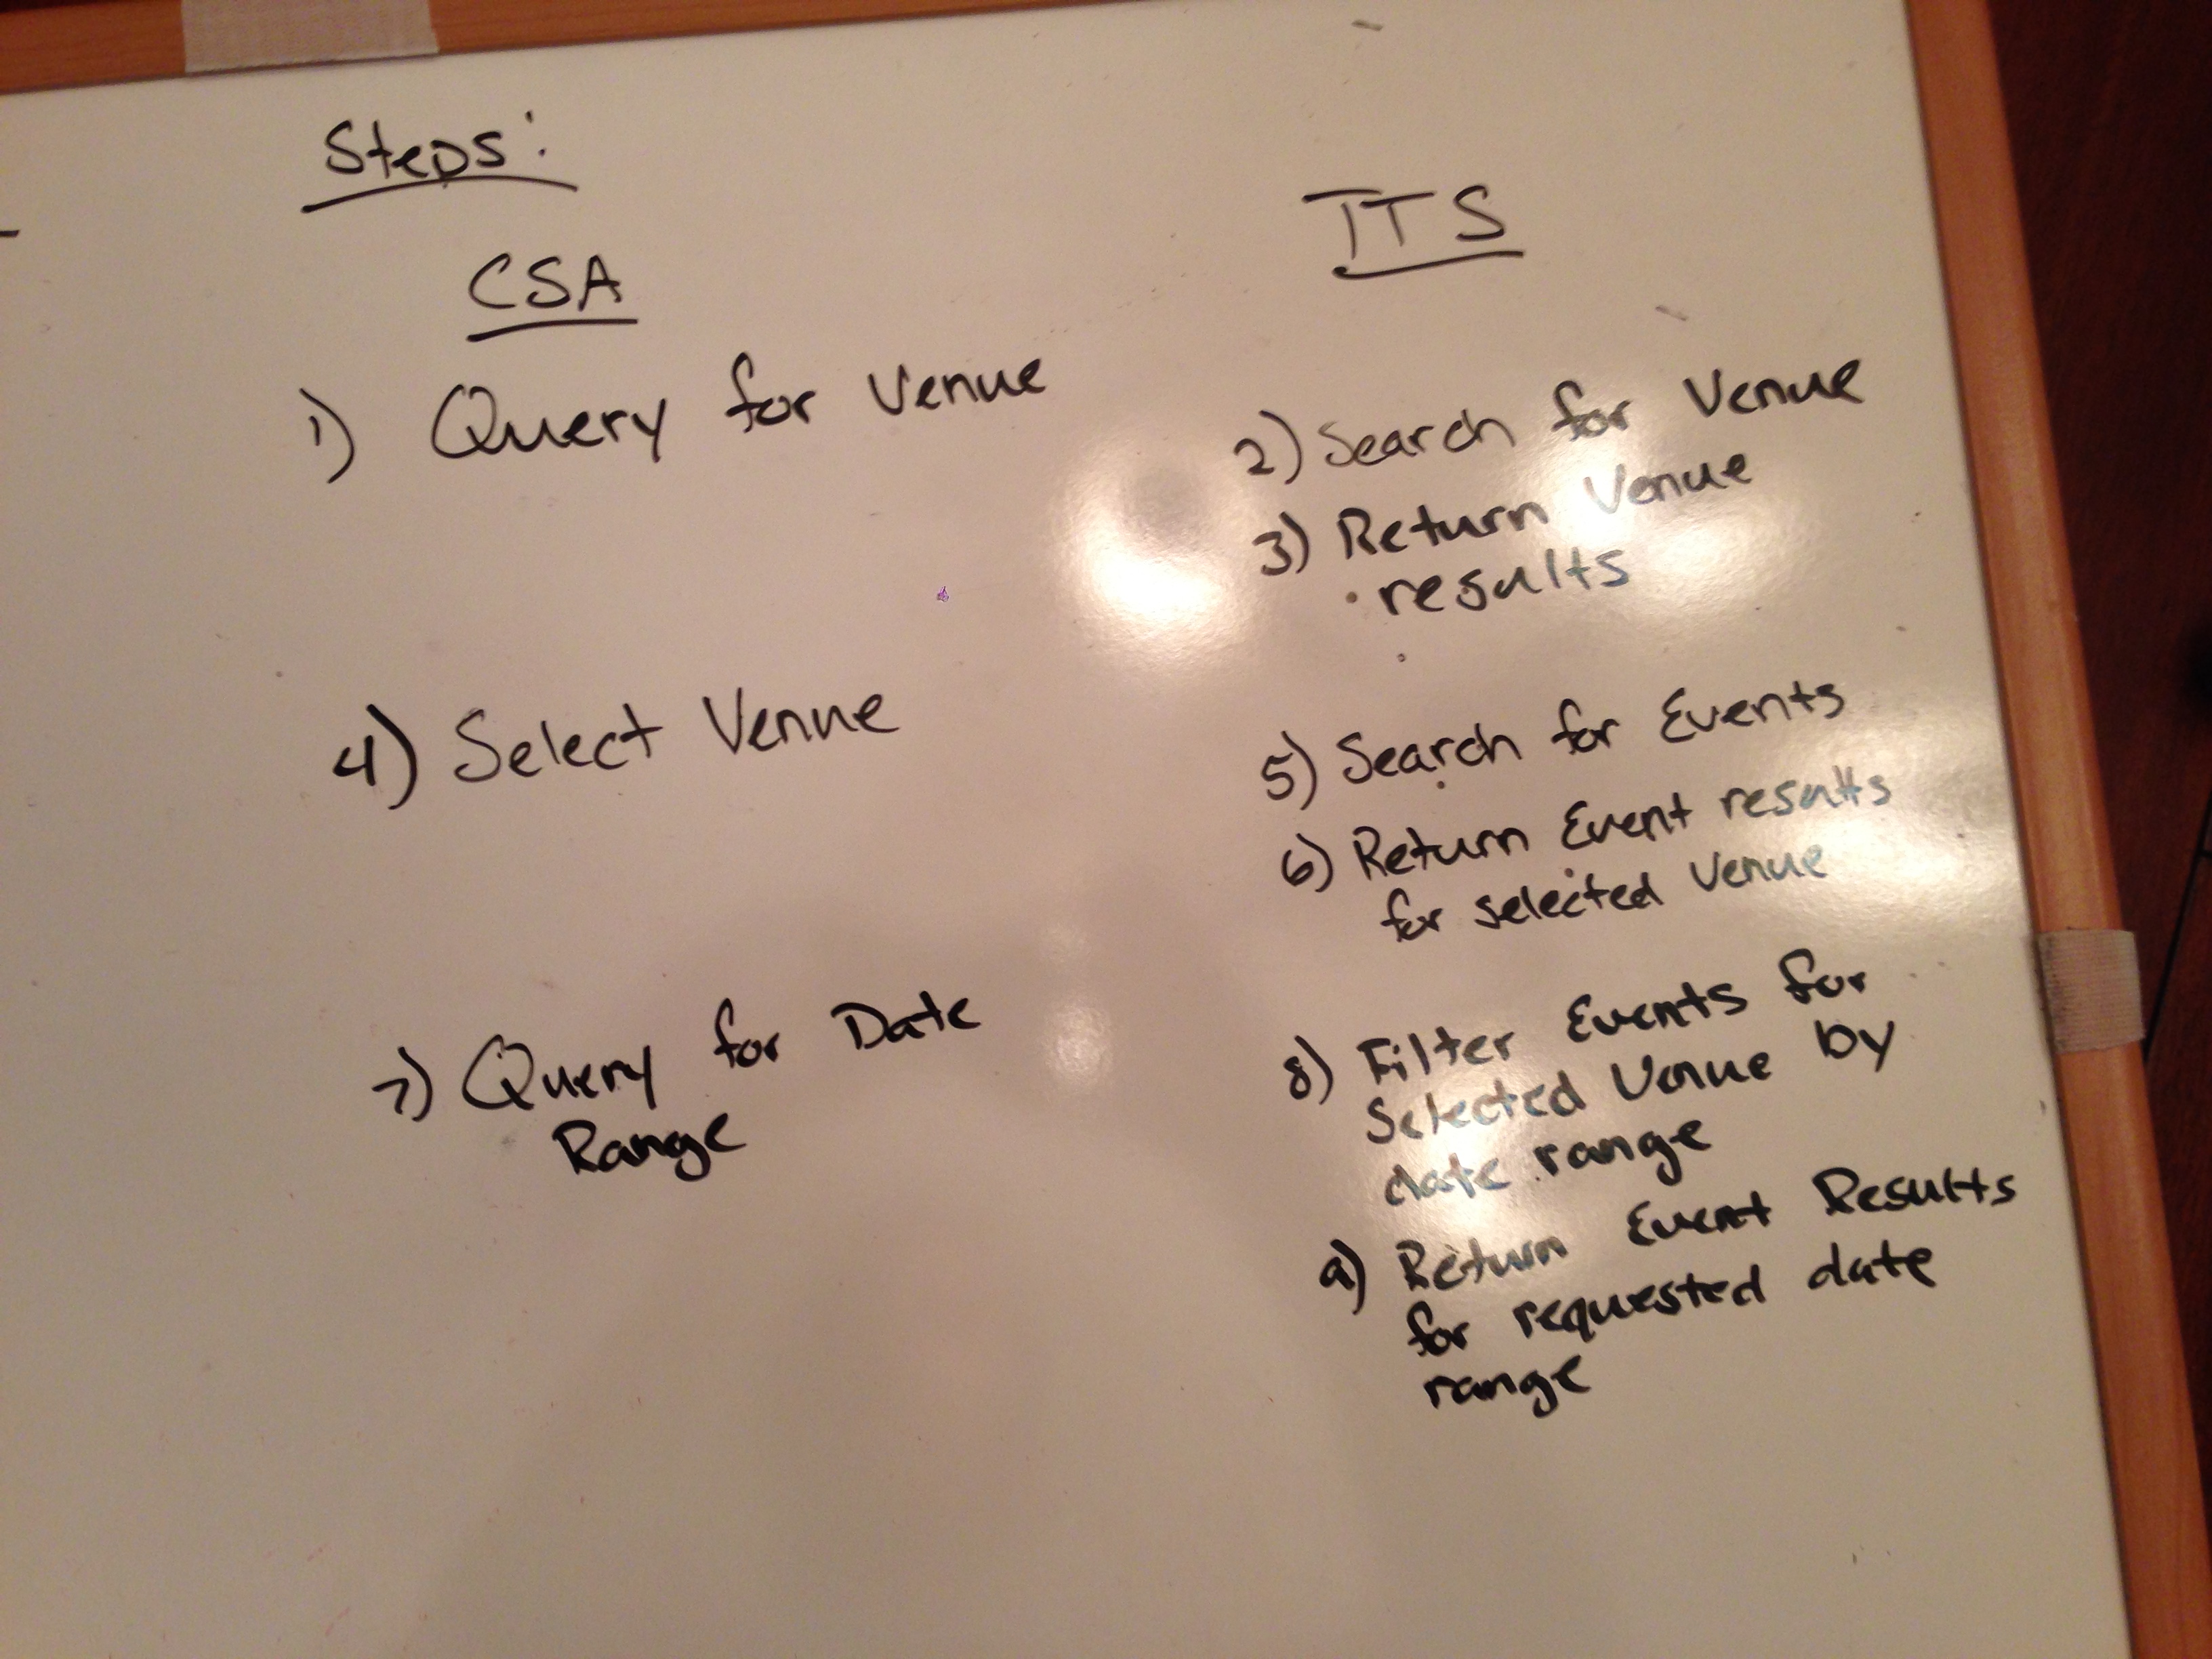 Steps:
CSA
ITS
1) Query for Venue
2) Search for Venue
3) Return Venue
results
4) Select Venue
5) Search for Events
6) Return Event results
for selected Venue
7) Query for Date
Range
8) Filter Events for
Selected Venue by
date range
9) Return Event Results
for requested date
range